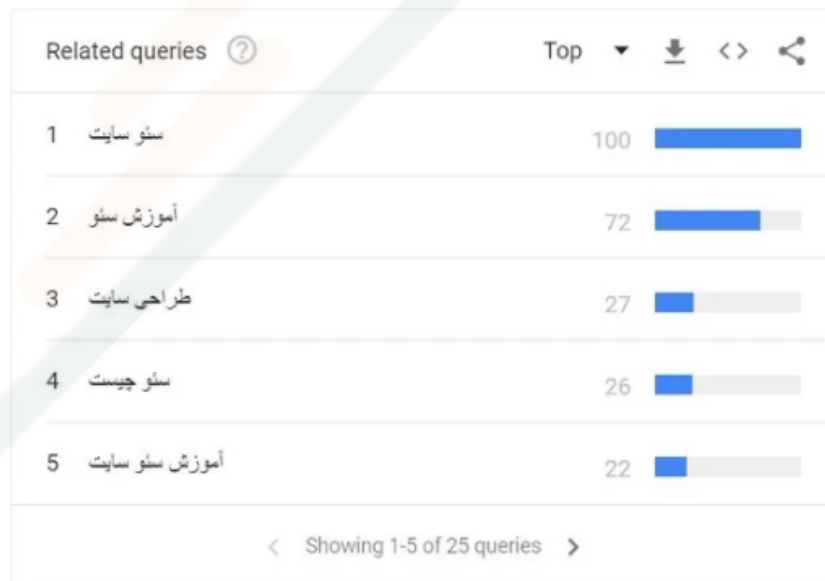 Related queries
Top
1 سئو سایت 100
2 آموزش سئو 72
3 طراحی سایت 27
4 سئو چیست 26
5 آموزش سئو سایت 22
Showing 1-5 of 25 queries